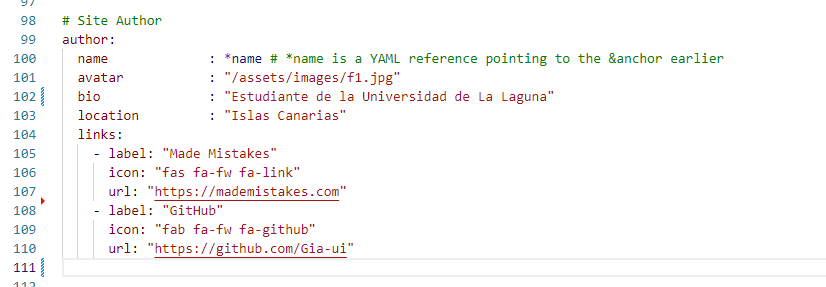 97
98 # Site Author
99 author:
100 name : *name # *name is a YAML reference pointing to the &anchor earlier
101 avatar : "/assets/images/f1.jpg"
102 bio : "Estudiante de la Universidad de La Laguna"
103 location : "Islas Canarias"
104 links:
105 - label: "Made Mistakes"
106 icon: "fas fa-fw fa-link"
107 url: "https://mademistakes.com"
108 - label: "GitHub"
109 icon: "fab fa-fw fa-github"
110 url: "https://github.com/Gia-ui"
111
112